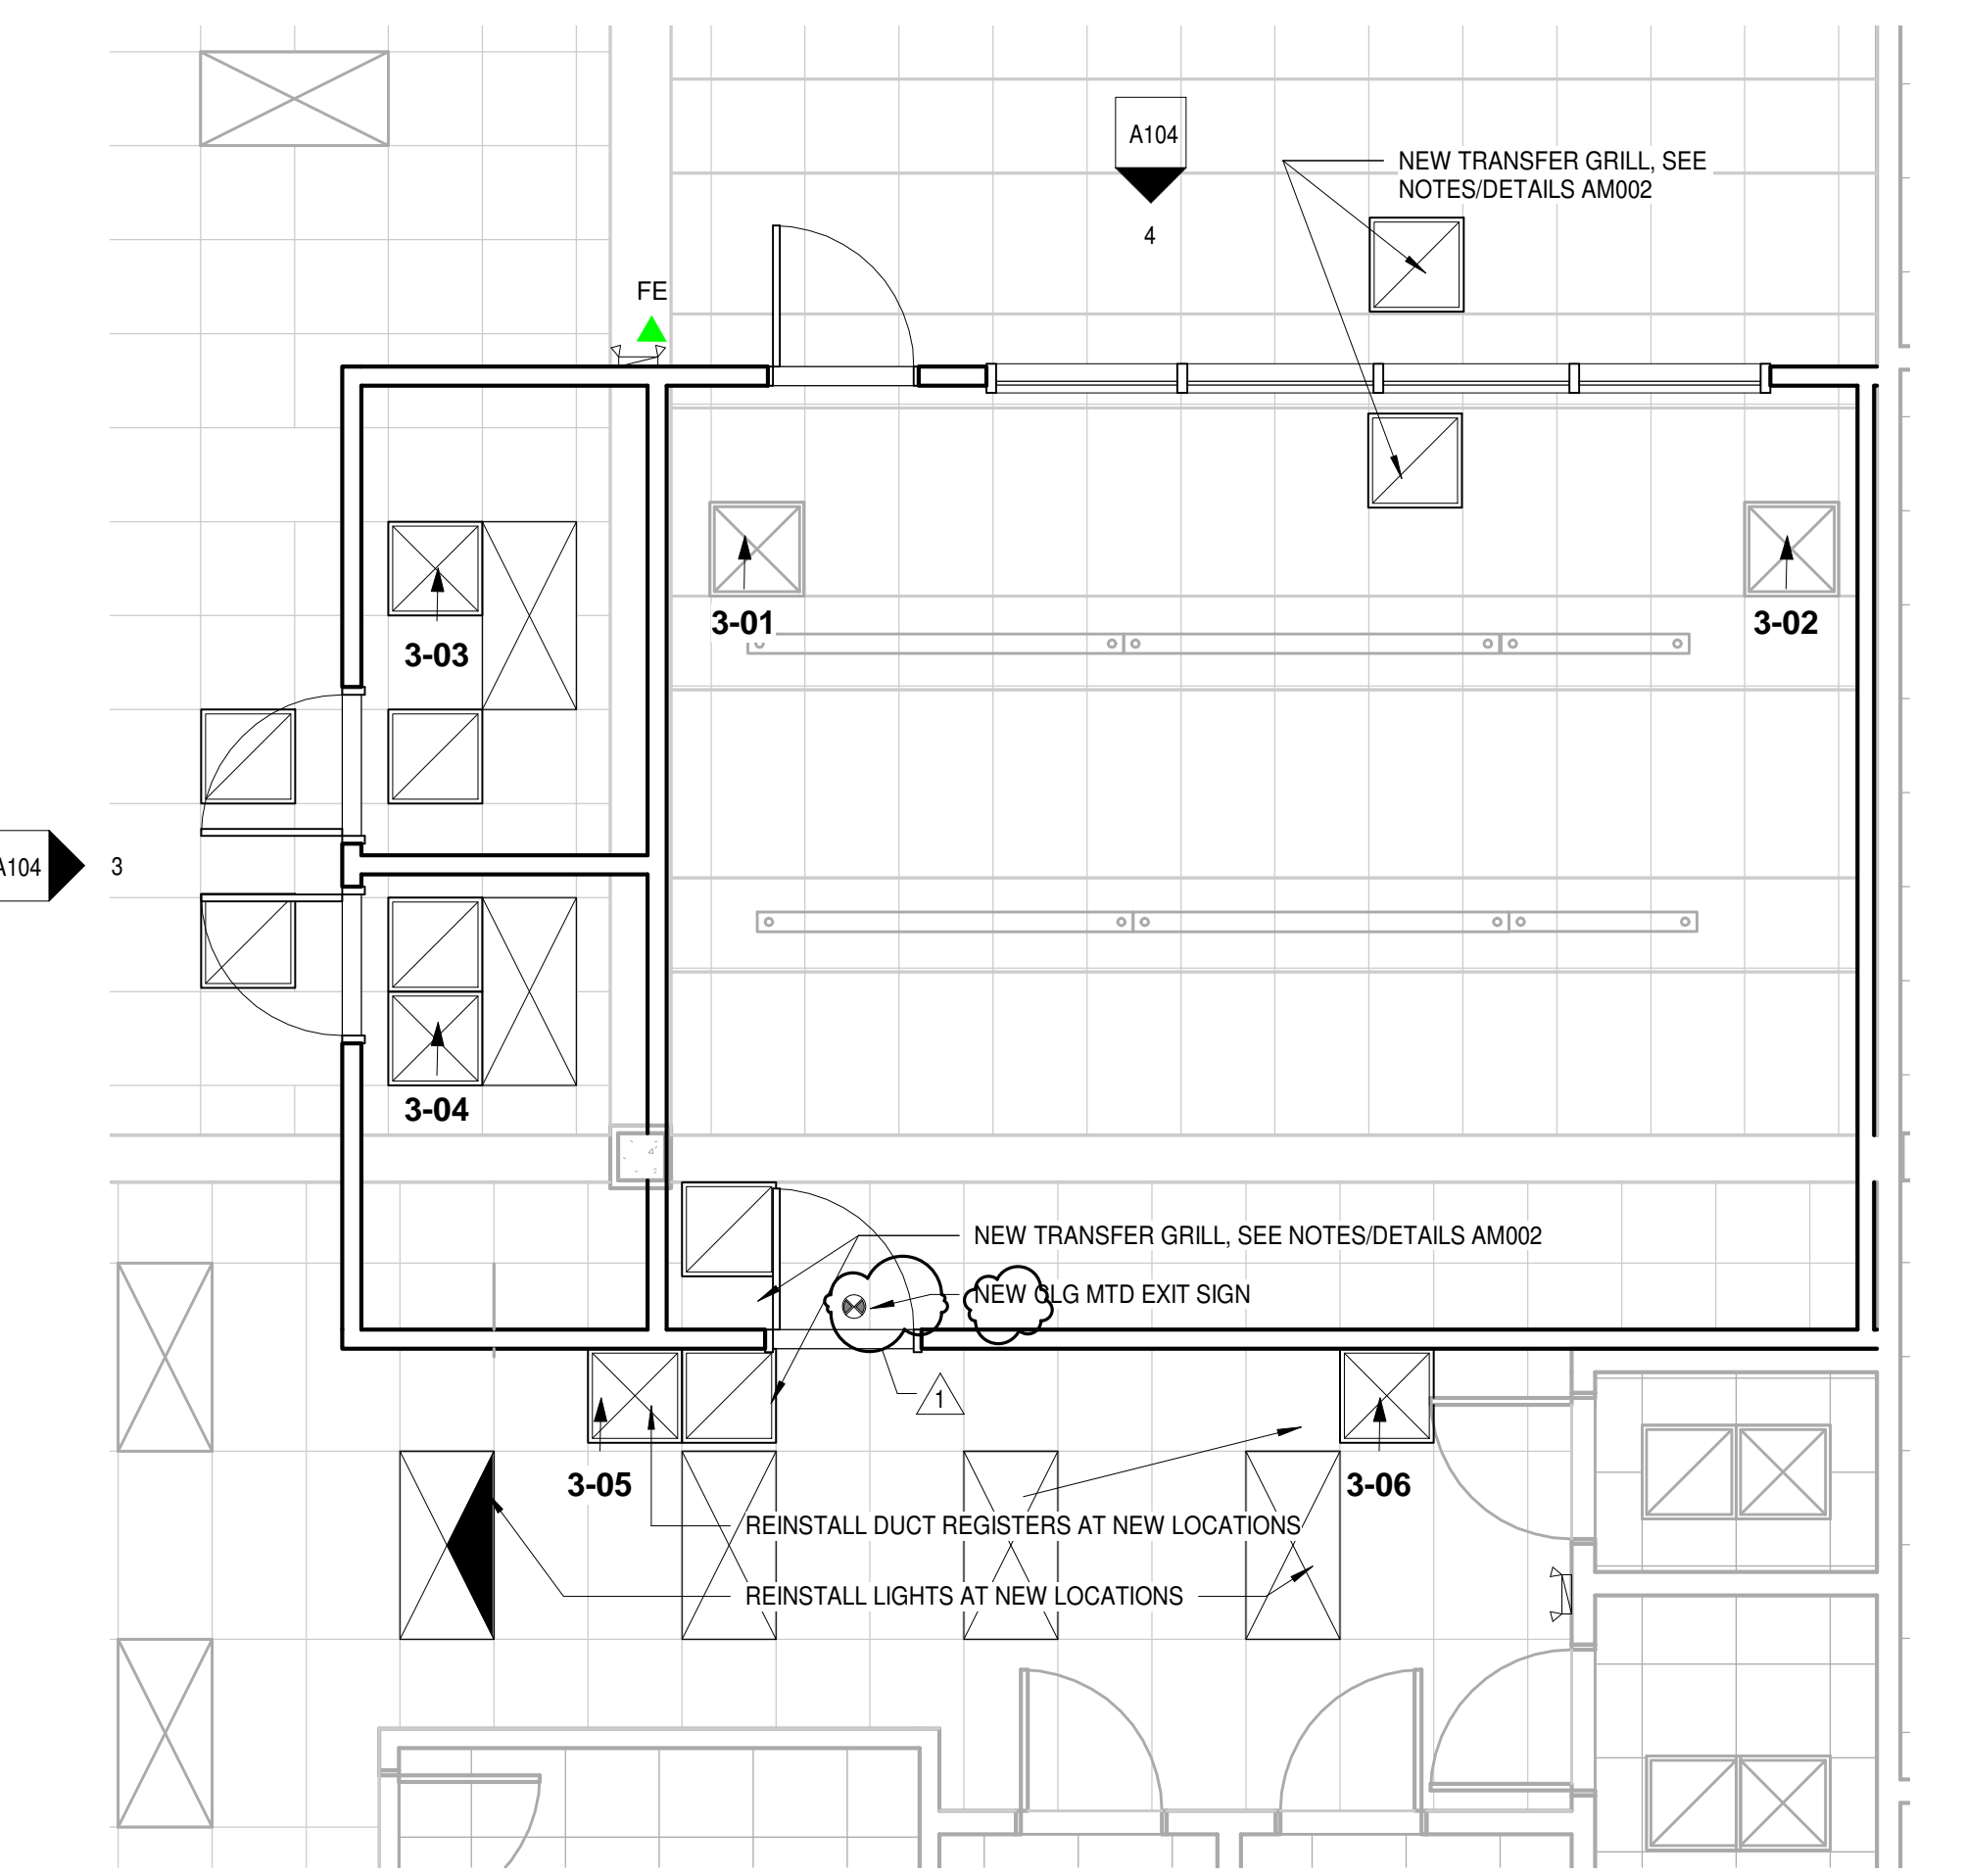 A104
NEW TRANSFER GRILL, SEE
NOTES/DETAILS AM002
4
FE
3-01
3-02
3-03
A104
3
3-04
NEW TRANSFER GRILL, SEE NOTES/DETAILS AM002
NEW CLG MTD EXIT SIGN
1
3-05
3-06
REINSTALL DUCT REGISTERS AT NEW LOCATIONS
REINSTALL LIGHTS AT NEW LOCATIONS